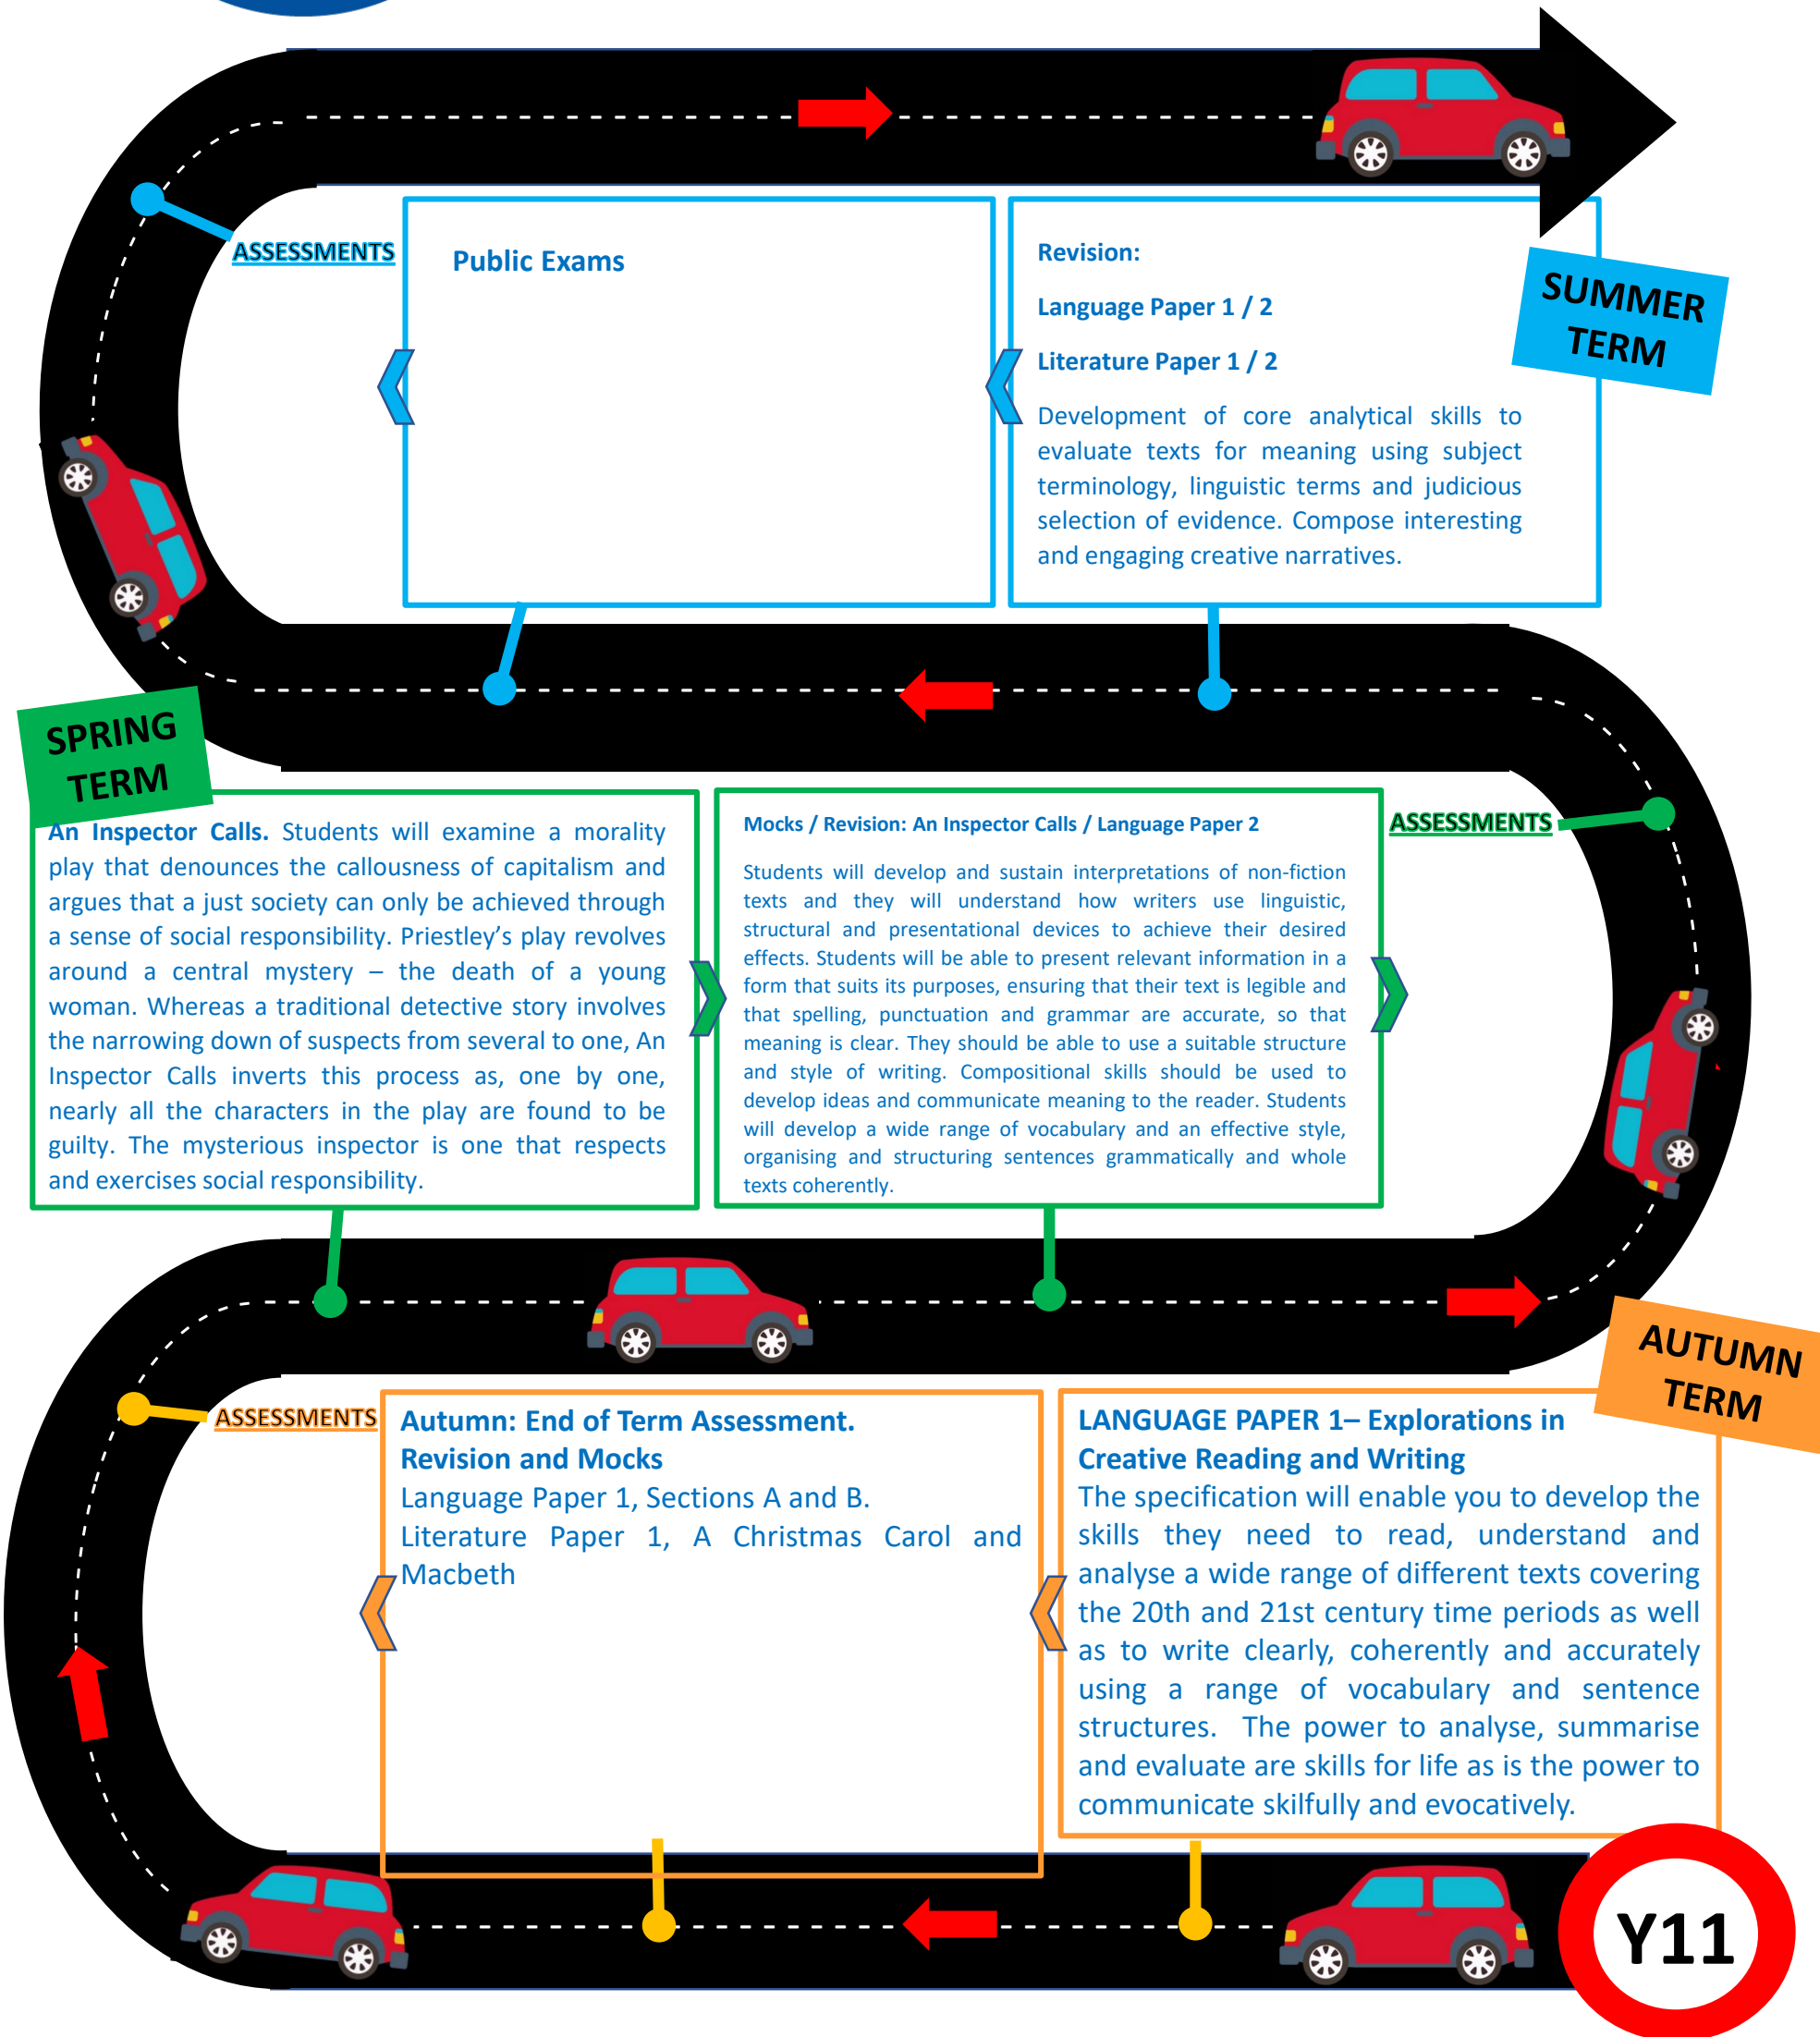 ASSESSMENTS
Public Exams
Revision:
Language Paper 1 / 2
Literature Paper 1 / 2
Development of core analytical skills to
evaluate texts for meaning using subject
terminology, linguistic terms and judicious
selection of evidence. Compose interesting
and engaging creative narratives.
SUMMER
TERM
SPRING
TERM
An Inspector Calls. Students will examine a morality
play that denounces the callousness of capitalism and
argues that a just society can only be achieved through
a sense of social responsibility. Priestley’s play revolves
around a central mystery – the death of a young
woman. Whereas a traditional detective story involves
the narrowing down of suspects from several to one, An
Inspector Calls inverts this process as, one by one,
nearly all the characters in the play are found to be
guilty. The mysterious inspector is one that respects
and exercises social responsibility.
Mocks / Revision: An Inspector Calls / Language Paper 2
Students will develop and sustain interpretations of non-fiction
texts and they will understand how writers use linguistic,
structural and presentational devices to achieve their desired
effects. Students will be able to present relevant information in a
form that suits its purposes, ensuring that their text is legible and
that spelling, punctuation and grammar are accurate, so that
meaning is clear. They should be able to use a suitable structure
and style of writing. Compositional skills should be used to
develop ideas and communicate meaning to the reader. Students
will develop a wide range of vocabulary and an effective style,
organising and structuring sentences grammatically and whole
texts coherently.
ASSESSMENTS
AUTUMN
TERM
ASSESSMENTS
Autumn: End of Term Assessment.
Revision and Mocks
Language Paper 1, Sections A and B.
Literature Paper 1, A Christmas Carol and
Macbeth
LANGUAGE PAPER 1– Explorations in
Creative Reading and Writing
The specification will enable you to develop the
skills they need to read, understand and
analyse a wide range of different texts covering
the 20th and 21st century time periods as well
as to write clearly, coherently and accurately
using a range of vocabulary and sentence
structures. The power to analyse, summarise
and evaluate are skills for life as is the power to
communicate skilfully and evocatively.
Y11